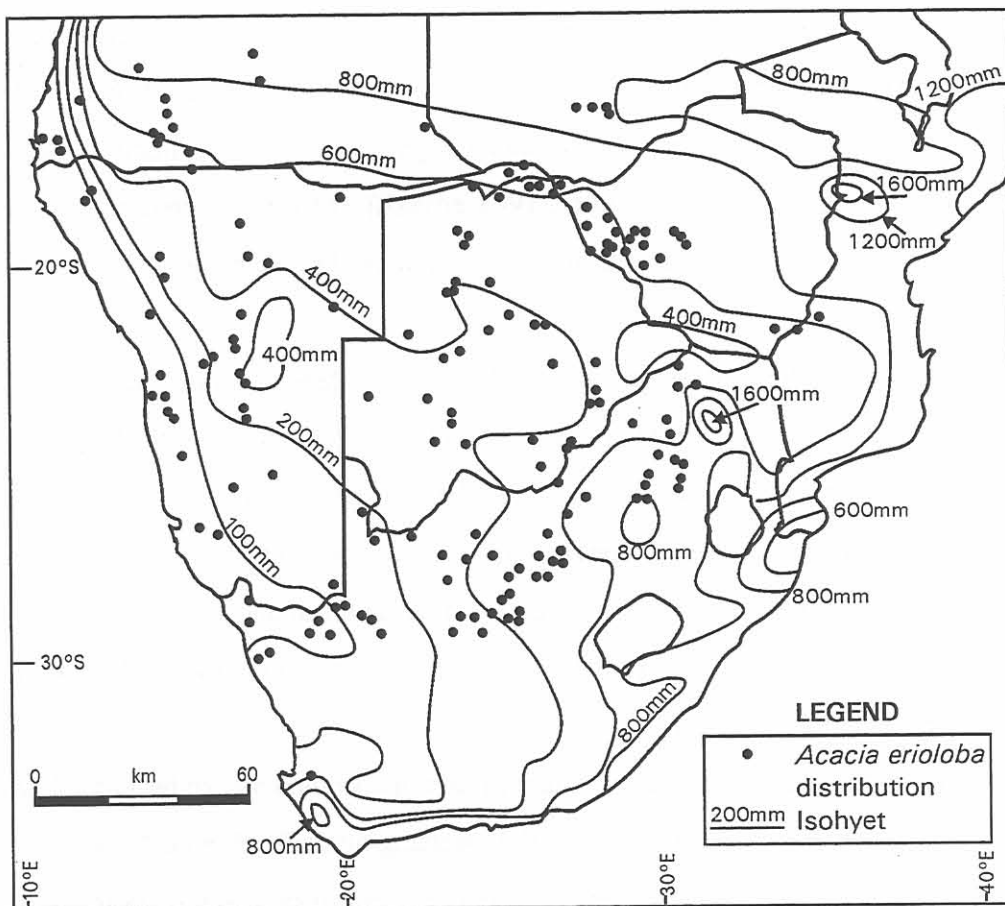 800mm
800mm
1200mm
600mm
1600mm
1200mm
20°S
400mm
400mm
400mm
1600mm
200mm
100mm
600mm
800mm
800mm
30°S
800mm
0 km 60
800mm
LEGEND
Acacia erioloba
distribution
200mm Isohyet
10°E
20°E
30°E
40°E